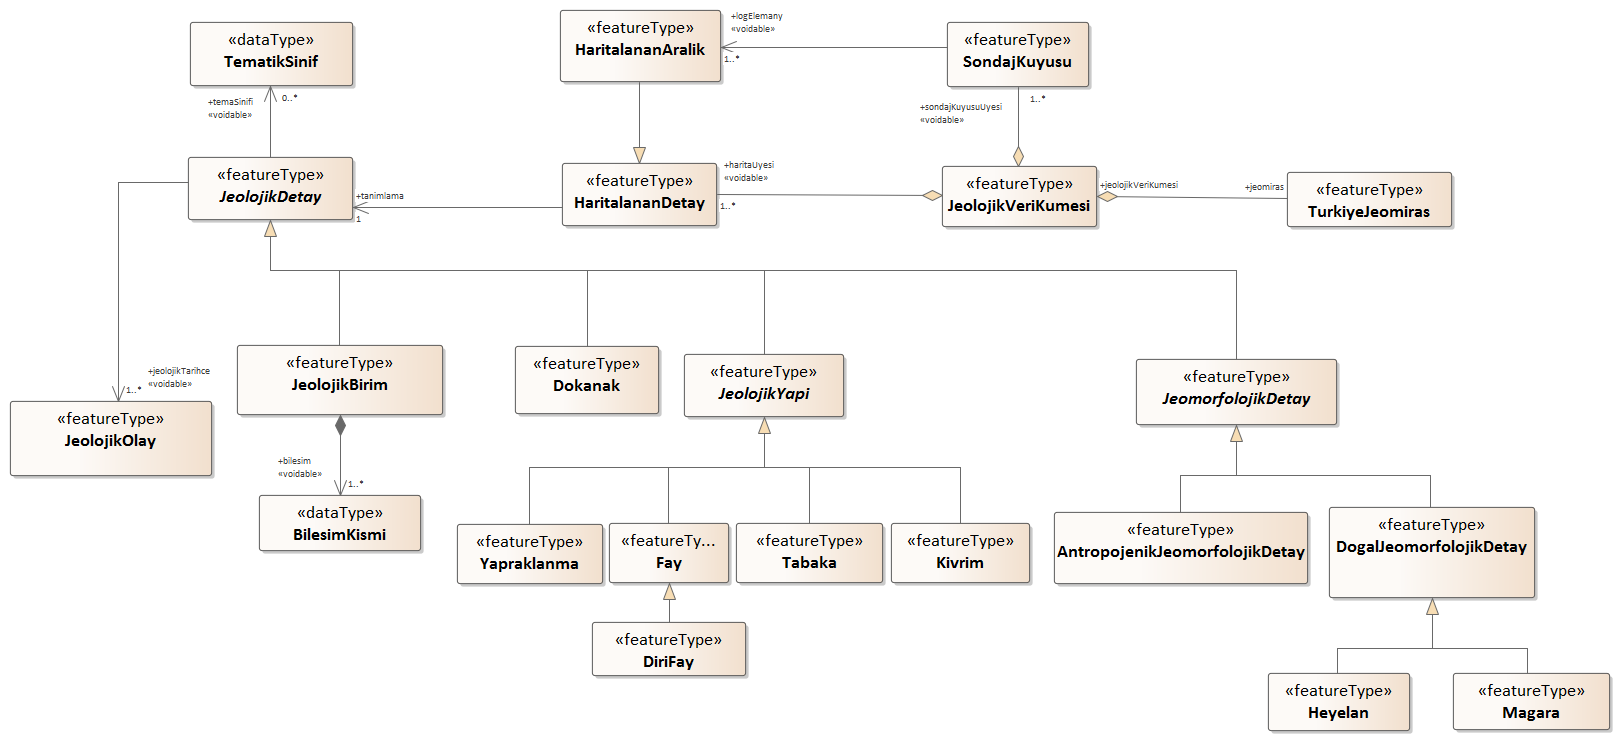 «dataType»
TematikSinif
+temaSinifi
«voidable»
0..*
«featureType»
HaritalananAralik
+logElemany
«voidable»
1..*
«featureType»
SondajKuyusu
+sondajKuyusuUyesi
«voidable»
1..*
«featureType»
JeolojikDetay
+tanimlama
1
«featureType»
HaritalananDetay
+haritaUyesi
«voidable»
1..*
«featureType»
JeolojikVeriKumesi
+jeolojikVeriKumesi
+jeomiras
«featureType»
TurkiyeJeomiras
+jeolojikTarihce
«voidable»
1..*
«featureType»
JeolojikOlay
«featureType»
JeolojikBirim
+bilesim
«voidable»
1..*
«dataType»
BilesimKismi
«featureType»
Dokanak
«featureType»
JeolojikYapi
«featureType»
JeomorfolojikDetay
«featureType»
Yapraklanma
«featureTy...
Fay
«featureType»
Tabaka
«featureType»
Kivrim
«featureType»
DiriFay
«featureType»
AntropojenikJeomorfolojikDetay
«featureType»
DogalJeomorfolojikDetay
«featureType»
Heyelan
«featureType»
Magara